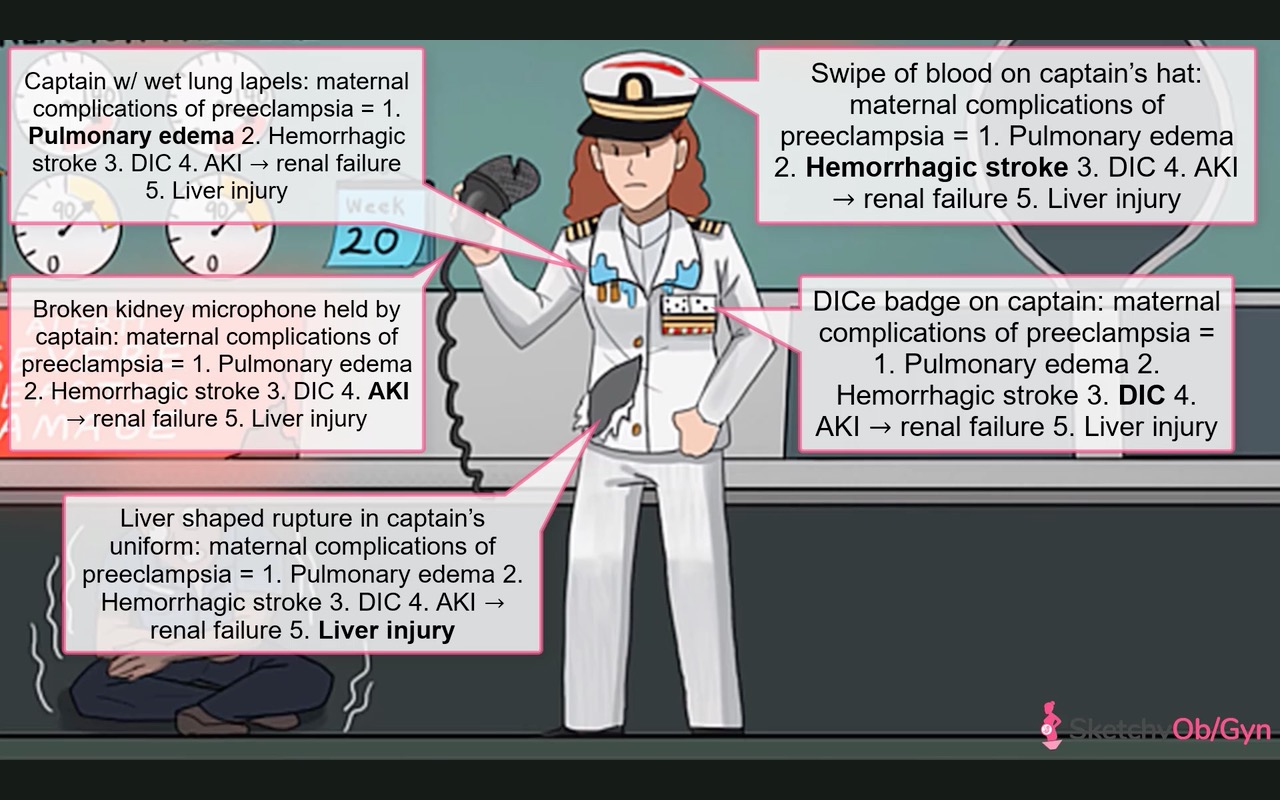 Captain w/ wet lung lapels: maternal
complications of preeclampsia = 1.
Pulmonary edema 2. Hemorrhagic
stroke 3. DIC 4. AKI → renal failure
5. Liver injury
Swipe of blood on captain’s hat:
maternal complications of
preeclampsia = 1. Pulmonary edema
2. Hemorrhagic stroke 3. DIC 4. AKI
→ renal failure 5. Liver injury
90
0
90
0
Week
20
Broken kidney microphone held by
captain: maternal complications of
preeclampsia = 1. Pulmonary edema
2. Hemorrhagic stroke 3. DIC 4. AKI
→ renal failure 5. Liver injury
DICe badge on captain: maternal
complications of preeclampsia =
1. Pulmonary edema 2.
Hemorrhagic stroke 3. DIC 4.
AKI → renal failure 5. Liver injury
Liver shaped rupture in captain’s
uniform: maternal complications of
preeclampsia = 1. Pulmonary edema 2.
Hemorrhagic stroke 3. DIC 4. AKI →
renal failure 5. Liver injury
SketchyOb/Gyn